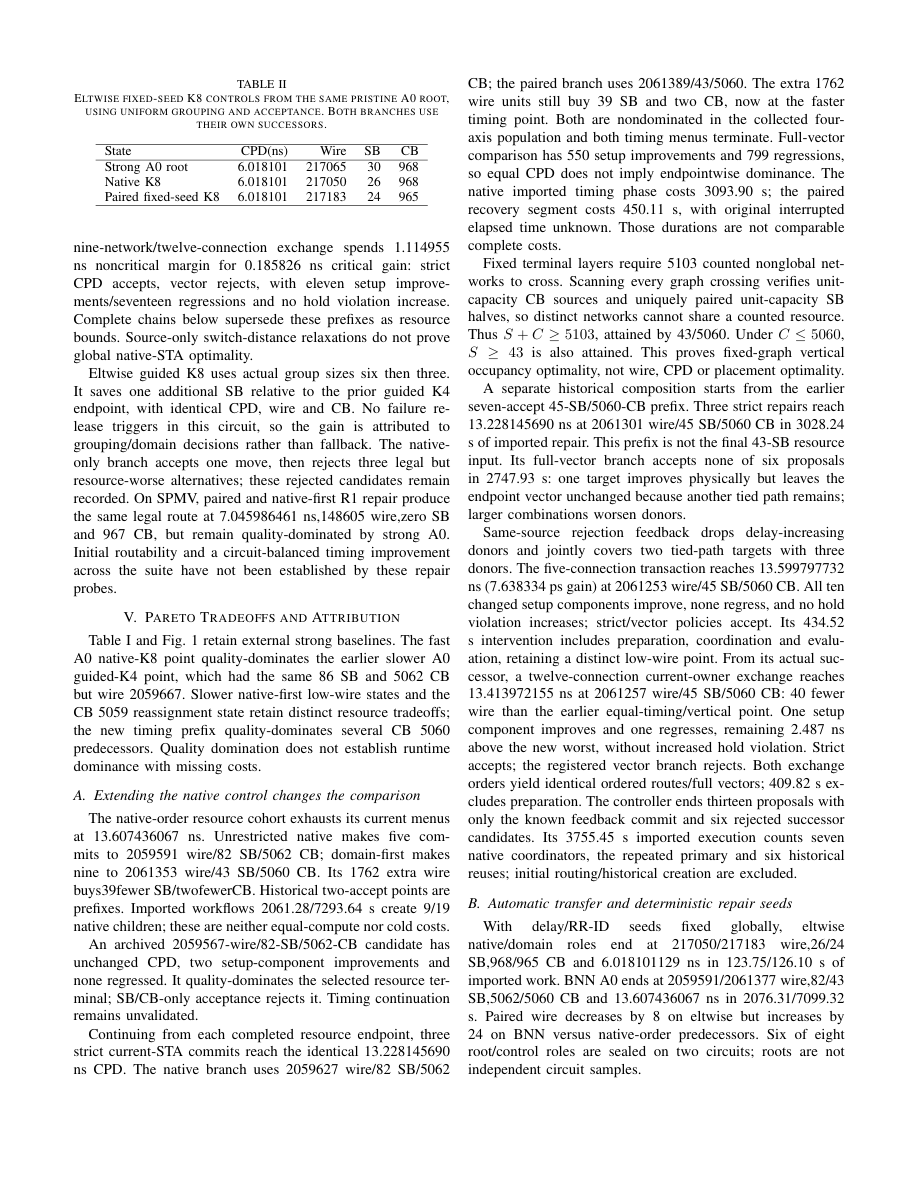 TABLE II
ELTWISE FIXED-SEED K8 CONTROLS FROM THE SAME PRISTINE A0 ROOT,
USING UNIFORM GROUPING AND ACCEPTANCE. BOTH BRANCHES USE
THEIR OWN SUCCESSORS.
State CPD(ns) Wire SB CB
Strong A0 root 6.018101 217065 30 968
Native K8 6.018101 217050 26 968
Paired fixed-seed K8 6.018101 217183 24 965
nine-network/twelve-connection exchange spends 1.114955
ns noncritical margin for 0.185826 ns critical gain: strict
CPD accepts, vector rejects, with eleven setup improve-
ments/seventeen regressions and no hold violation increase.
Complete chains below supersede these prefixes as resource
bounds. Source-only switch-distance relaxations do not prove
global native-STA optimality.
Eltwise guided K8 uses actual group sizes six then three.
It saves one additional SB relative to the prior guided K4
endpoint, with identical CPD, wire and CB. No failure re-
lease triggers in this circuit, so the gain is attributed to
grouping/domain decisions rather than fallback. The native-
only branch accepts one move, then rejects three legal but
resource-worse alternatives; these rejected candidates remain
recorded. On SPMV, paired and native-first R1 repair produce
the same legal route at 7.045986461 ns,148605 wire,zero SB
and 967 CB, but remain quality-dominated by strong A0.
Initial routability and a circuit-balanced timing improvement
across the suite have not been established by these repair
probes.
V. PARETO TRADEOFFS AND ATTRIBUTION
Table I and Fig. 1 retain external strong baselines. The fast
A0 native-K8 point quality-dominates the earlier slower A0
guided-K4 point, which had the same 86 SB and 5062 CB
but wire 2059667. Slower native-first low-wire states and the
CB 5059 reassignment state retain distinct resource tradeoffs;
the new timing prefix quality-dominates several CB 5060
predecessors. Quality domination does not establish runtime
dominance with missing costs.
A. Extending the native control changes the comparison
The native-order resource cohort exhausts its current menus
at 13.607436067 ns. Unrestricted native makes five com-
mits to 2059591 wire/82 SB/5062 CB; domain-first makes
nine to 2061353 wire/43 SB/5060 CB. Its 1762 extra wire
buys39fewer SB/twofewerCB. Historical two-accept points are
prefixes. Imported workflows 2061.28/7293.64 s create 9/19
native children; these are neither equal-compute nor cold costs.
An archived 2059567-wire/82-SB/5062-CB candidate has
unchanged CPD, two setup-component improvements and
none regressed. It quality-dominates the selected resource ter-
minal; SB/CB-only acceptance rejects it. Timing continuation
remains unvalidated.
Continuing from each completed resource endpoint, three
strict current-STA commits reach the identical 13.228145690
ns CPD. The native branch uses 2059627 wire/82 SB/5062
CB; the paired branch uses 2061389/43/5060. The extra 1762
wire units still buy 39 SB and two CB, now at the faster
timing point. Both are nondominated in the collected four-
axis population and both timing menus terminate. Full-vector
comparison has 550 setup improvements and 799 regressions,
so equal CPD does not imply endpointwise dominance. The
native imported timing phase costs 3093.90 s; the paired
recovery segment costs 450.11 s, with original interrupted
elapsed time unknown. Those durations are not comparable
complete costs.
Fixed terminal layers require 5103 counted nonglobal net-
works to cross. Scanning every graph crossing verifies unit-
capacity CB sources and uniquely paired unit-capacity SB
halves, so distinct networks cannot share a counted resource.
Thus S + C ≥ 5103, attained by 43/5060. Under C ≤ 5060,
S ≥ 43 is also attained. This proves fixed-graph vertical
occupancy optimality, not wire, CPD or placement optimality.
A separate historical composition starts from the earlier
seven-accept 45-SB/5060-CB prefix. Three strict repairs reach
13.228145690 ns at 2061301 wire/45 SB/5060 CB in 3028.24
s of imported repair. This prefix is not the final 43-SB resource
input. Its full-vector branch accepts none of six proposals
in 2747.93 s: one target improves physically but leaves the
endpoint vector unchanged because another tied path remains;
larger combinations worsen donors.
Same-source rejection feedback drops delay-increasing
donors and jointly covers two tied-path targets with three
donors. The five-connection transaction reaches 13.599797732
ns (7.638334 ps gain) at 2061253 wire/45 SB/5060 CB. All ten
changed setup components improve, none regress, and no hold
violation increases; strict/vector policies accept. Its 434.52
s intervention includes preparation, coordination and evalu-
ation, retaining a distinct low-wire point. From its actual suc-
cessor, a twelve-connection current-owner exchange reaches
13.413972155 ns at 2061257 wire/45 SB/5060 CB: 40 fewer
wire than the earlier equal-timing/vertical point. One setup
component improves and one regresses, remaining 2.487 ns
above the new worst, without increased hold violation. Strict
accepts; the registered vector branch rejects. Both exchange
orders yield identical ordered routes/full vectors; 409.82 s ex-
cludes preparation. The controller ends thirteen proposals with
only the known feedback commit and six rejected successor
candidates. Its 3755.45 s imported execution counts seven
native coordinators, the repeated primary and six historical
reuses; initial routing/historical creation are excluded.
B. Automatic transfer and deterministic repair seeds
With delay/RR-ID seeds fixed globally, eltwise
native/domain roles end at 217050/217183 wire,26/24
SB,968/965 CB and 6.018101129 ns in 123.75/126.10 s of
imported work. BNN A0 ends at 2059591/2061377 wire,82/43
SB,5062/5060 CB and 13.607436067 ns in 2076.31/7099.32
s. Paired wire decreases by 8 on eltwise but increases by
24 on BNN versus native-order predecessors. Six of eight
root/control roles are sealed on two circuits; roots are not
independent circuit samples.